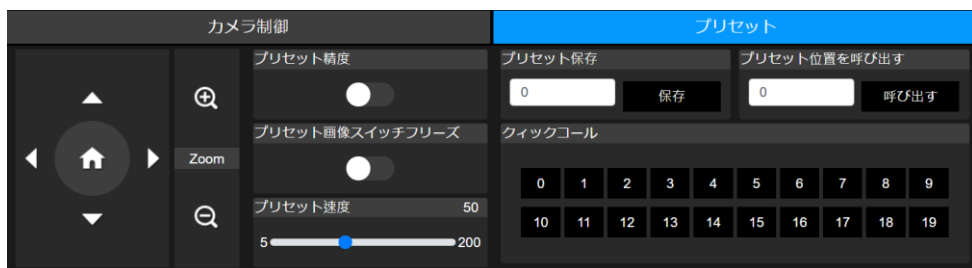 カメラ制御
プリセット
プリセット精度
プリセット保存
プリセット位置を呼び出す
0
保存
0
呼び出す
Zoom
プリセット画像スイッチフリーズ
クィックコール
0 1 2 3 4 5 6 7 8 9
プリセット速度 50
10 11 12 13 14 15 16 17 18 19
5 200